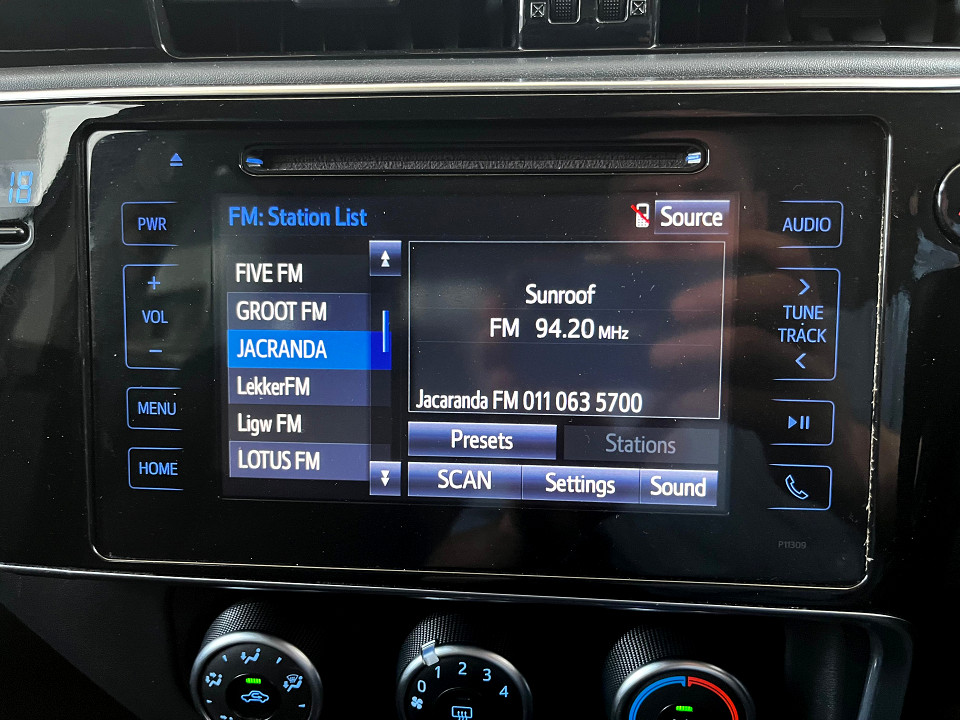 18
PWR
+
VOL
-
MENU
HOME
FM: Station List
Source
FIVE FM
GROOT FM
JACRANDA
LekkerFM
Ligw FM
LOTUS FM
Sunroof
FM 94.20 MHz
Jacaranda FM 011 063 5700
Presets
Stations
SCAN
Settings
Sound
AUDIO
TUNE
TRACK
P11309
0 1 2 3 4